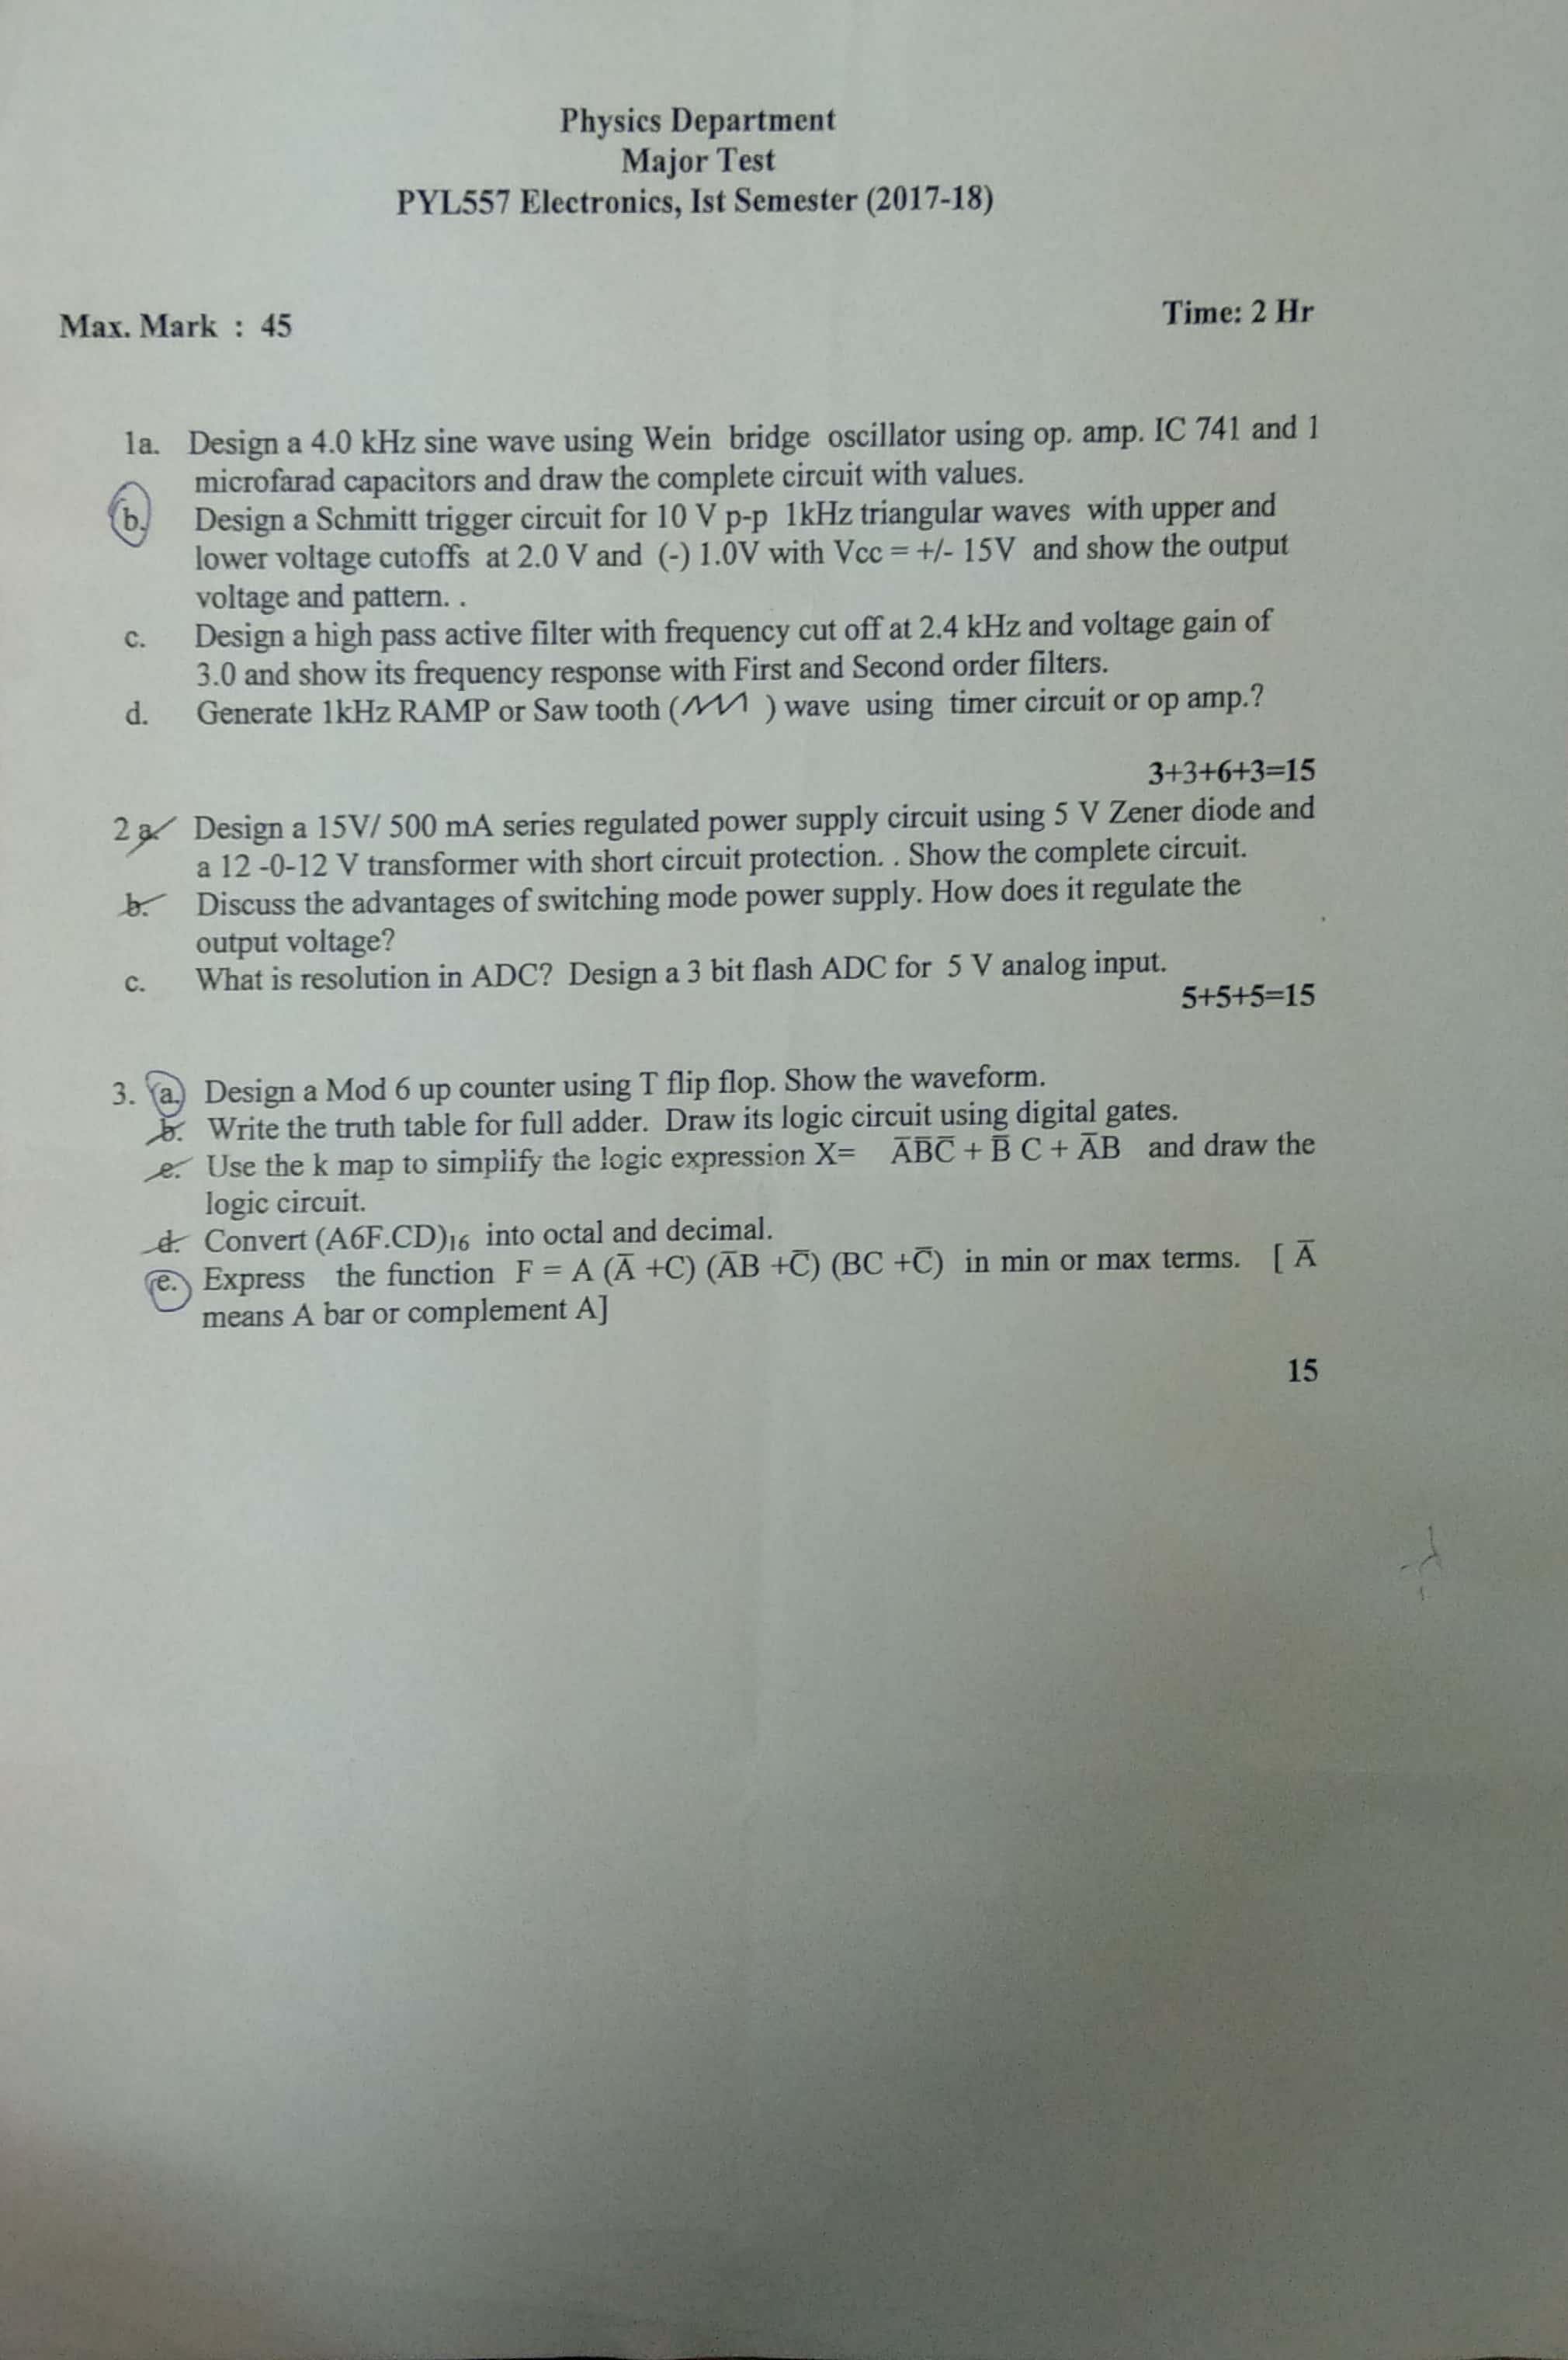 Physics Department
Major Test
PYL557 Electronics, Ist Semester (2017-18)
Max. Mark : 45
Time: 2 Hr
1a. Design a 4.0 kHz sine wave using Wein bridge oscillator using op. amp. IC 741 and 1
microfarad capacitors and draw the complete circuit with values.
b. Design a Schmitt trigger circuit for 10 V p-p 1kHz triangular waves with upper and
lower voltage cutoffs at 2.0 V and (-) 1.0V with Vcc = +/- 15V and show the output
voltage and pattern. .
c. Design a high pass active filter with frequency cut off at 2.4 kHz and voltage gain of
3.0 and show its frequency response with First and Second order filters.
d. Generate 1kHz RAMP or Saw tooth ( ) wave using timer circuit or op amp.?
3+3+6+3=15
2 a. Design a 15V/ 500 mA series regulated power supply circuit using 5 V Zener diode and
a 12 -0-12 V transformer with short circuit protection. . Show the complete circuit.
b. Discuss the advantages of switching mode power supply. How does it regulate the
output voltage?
c. What is resolution in ADC? Design a 3 bit flash ADC for 5 V analog input.
5+5+5=15
3. a. Design a Mod 6 up counter using T flip flop. Show the waveform.
b. Write the truth table for full adder. Draw its logic circuit using digital gates.
c. Use the k map to simplify the logic expression X= A̅B̅C̅ + B̅ C + A̅B and draw the
logic circuit.
d. Convert (A6F.CD)₁₆ into octal and decimal.
e. Express the function F = A (A̅ +C) (A̅B +C̅) (BC +C̅) in min or max terms. [ A̅
means A bar or complement A]
15